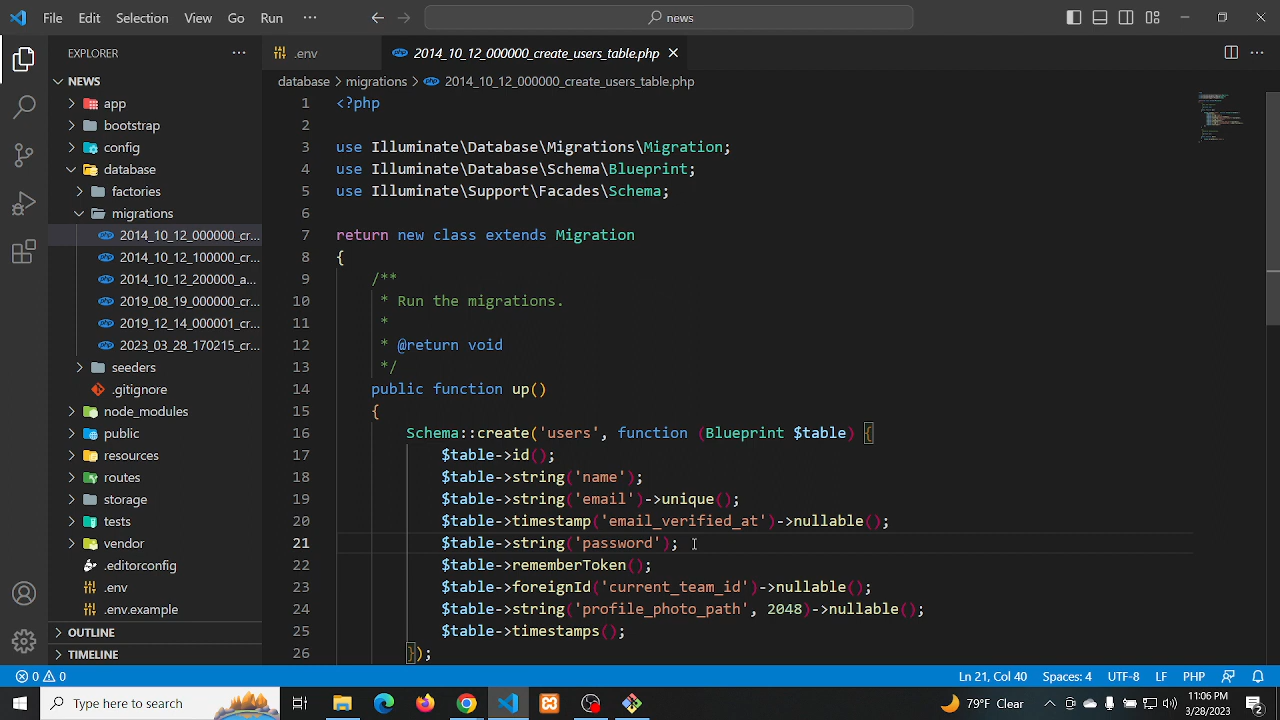 File Edit Selection View Go Run ··· news
EXPLORER ···
.env
2014_10_12_000000_create_users_table.php
NEWS
app
bootstrap
config
database
factories
migrations
2014_10_12_000000_cr...
2014_10_12_100000_cr...
2014_10_12_200000_a...
2019_08_19_000000_cr...
2019_12_14_000001_cr...
2023_03_28_170215_cr...
seeders
.gitignore
node_modules
public
resources
routes
storage
tests
vendor
.editorconfig
.env
.env.example
OUTLINE
TIMELINE
database > migrations > 2014_10_12_000000_create_users_table.php
1 <?php
2
3 use Illuminate\Database\Migrations\Migration;
4 use Illuminate\Database\Schema\Blueprint;
5 use Illuminate\Support\Facades\Schema;
6
7 return new class extends Migration
8 {
9 /**
10 * Run the migrations.
11 *
12 * @return void
13 */
14 public function up()
15 {
16 Schema::create('users', function (Blueprint $table) {
17 $table->id();
18 $table->string('name');
19 $table->string('email')->unique();
20 $table->timestamp('email_verified_at')->nullable();
21 $table->string('password');
22 $table->rememberToken();
23 $table->foreignId('current_team_id')->nullable();
24 $table->string('profile_photo_path', 2048)->nullable();
25 $table->timestamps();
26 });
0 0 Ln 21, Col 40 Spaces: 4 UTF-8 LF PHP
Type here to search
79°F Clear
11:06 PM
3/28/2023
2